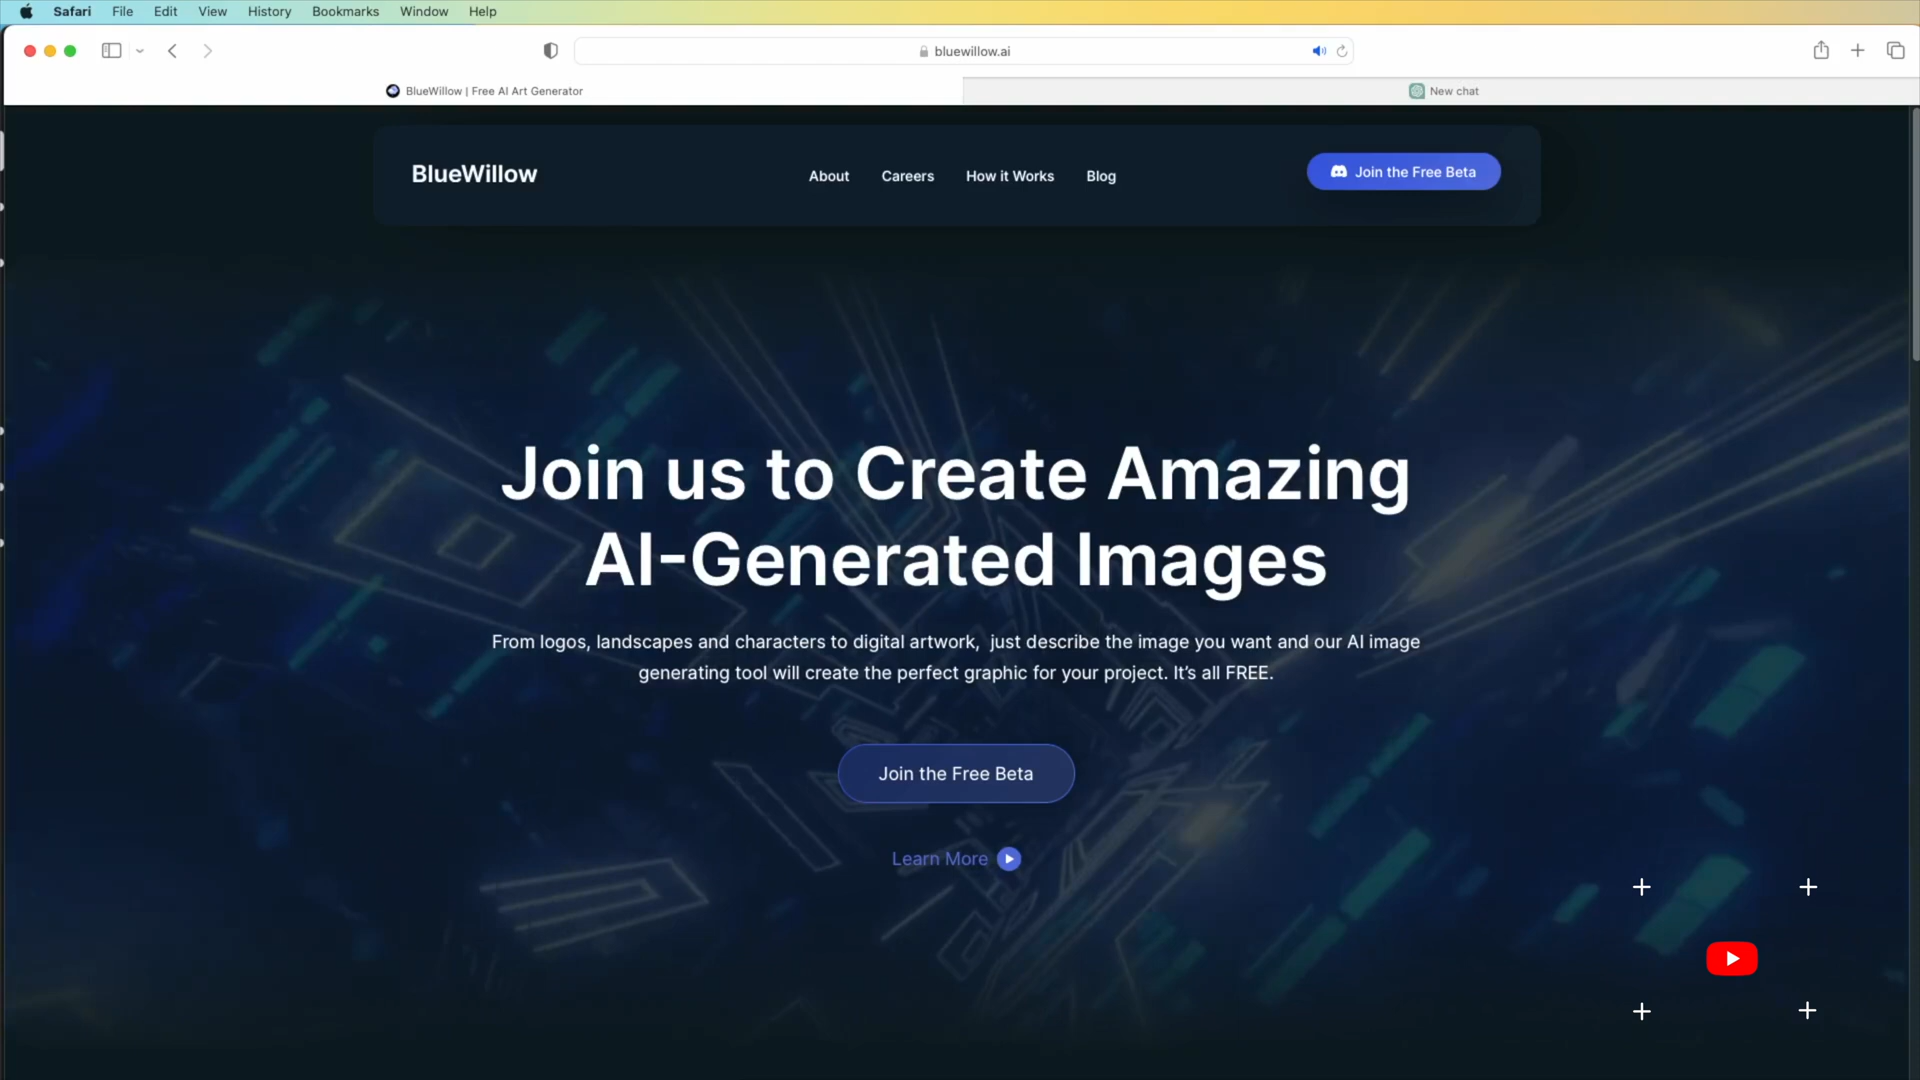 Safari File Edit View History Bookmarks Window Help
bluewillow.ai
BlueWillow | Free AI Art Generator
New chat
BlueWillow
About Careers How it Works Blog
Join the Free Beta
Join us to Create Amazing
AI-Generated Images
From logos, landscapes and characters to digital artwork,  just describe the image you want and our AI image
generating tool will create the perfect graphic for your project. It’s all FREE.
Join the Free Beta
Learn More